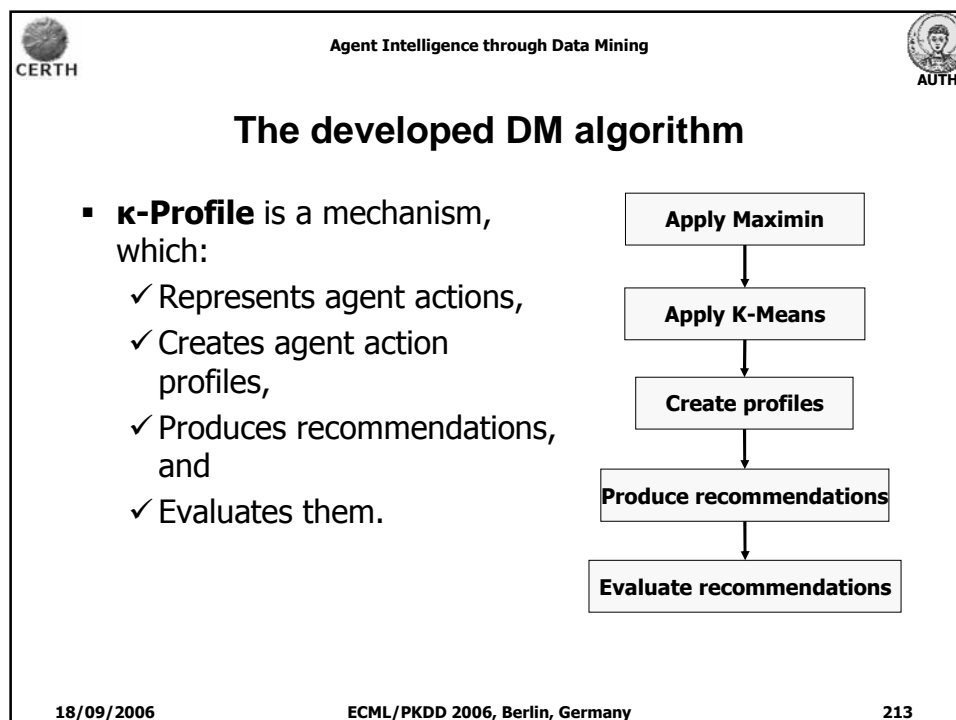 CERTH
Agent Intelligence through Data Mining
AUTH
The developed DM algorithm
▪ κ-Profile is a mechanism,
which:
✓ Represents agent actions,
✓ Creates agent action
profiles,
✓ Produces recommendations,
and
✓ Evaluates them.
Apply Maximin
Apply K-Means
Create profiles
Produce recommendations
Evaluate recommendations
18/09/2006
ECML/PKDD 2006, Berlin, Germany
213